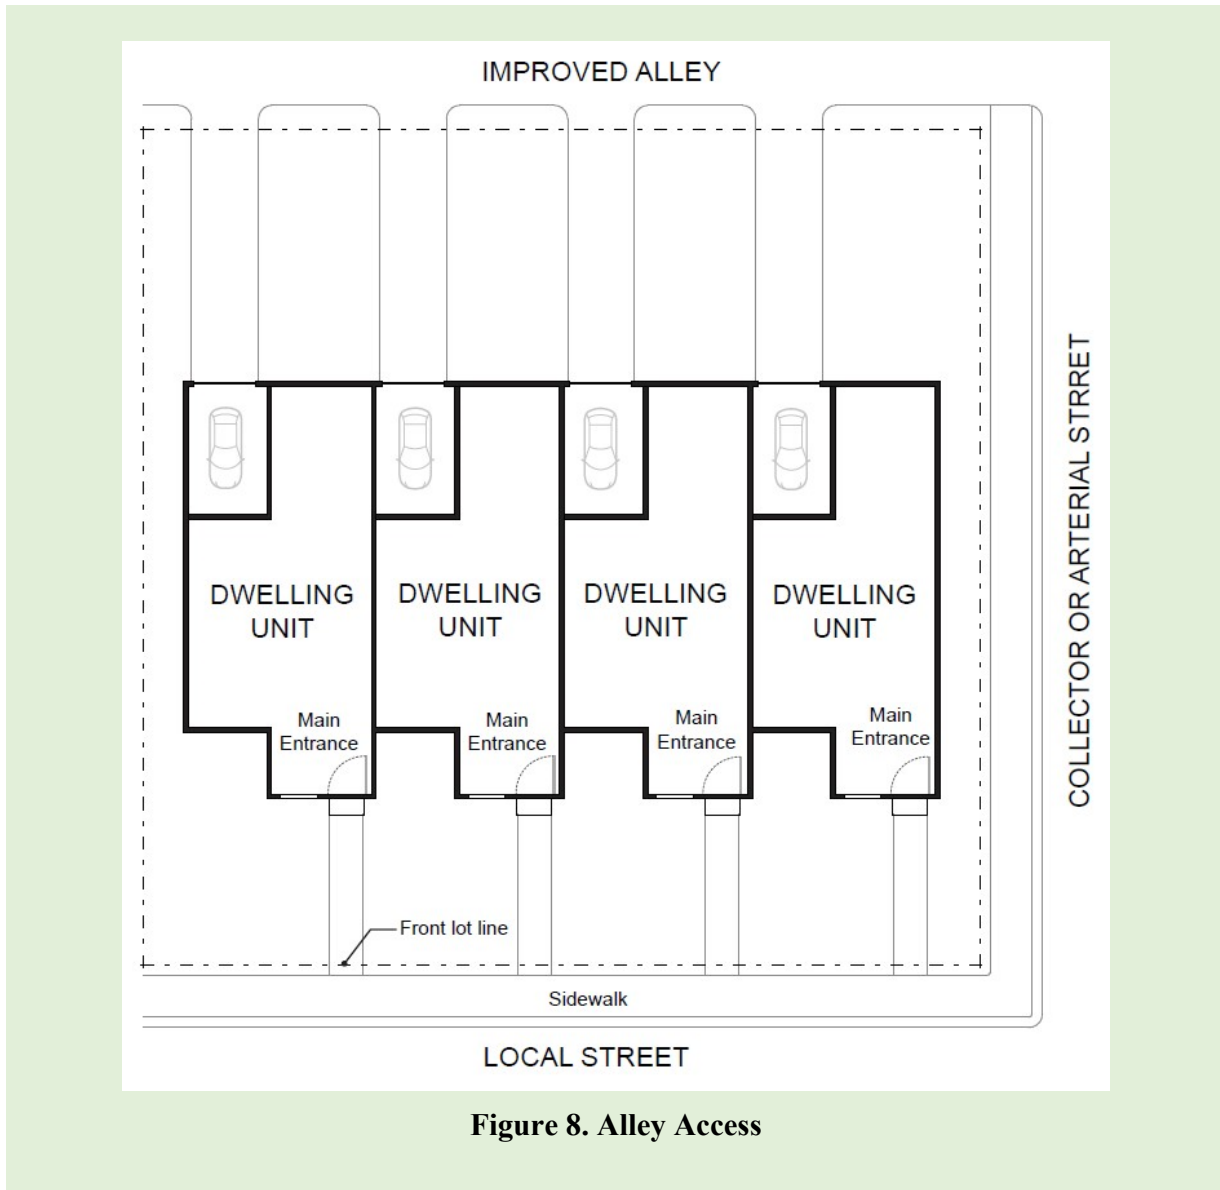 IMPROVED ALLEY
COLLECTOR OR ARTERIAL STRRET
DWELLING
UNIT
DWELLING
UNIT
DWELLING
UNIT
DWELLING
UNIT
Main
Entrance
Main
Entrance
Main
Entrance
Main
Entrance
Front lot line
Sidewalk
LOCAL STREET
Figure 8. Alley Access